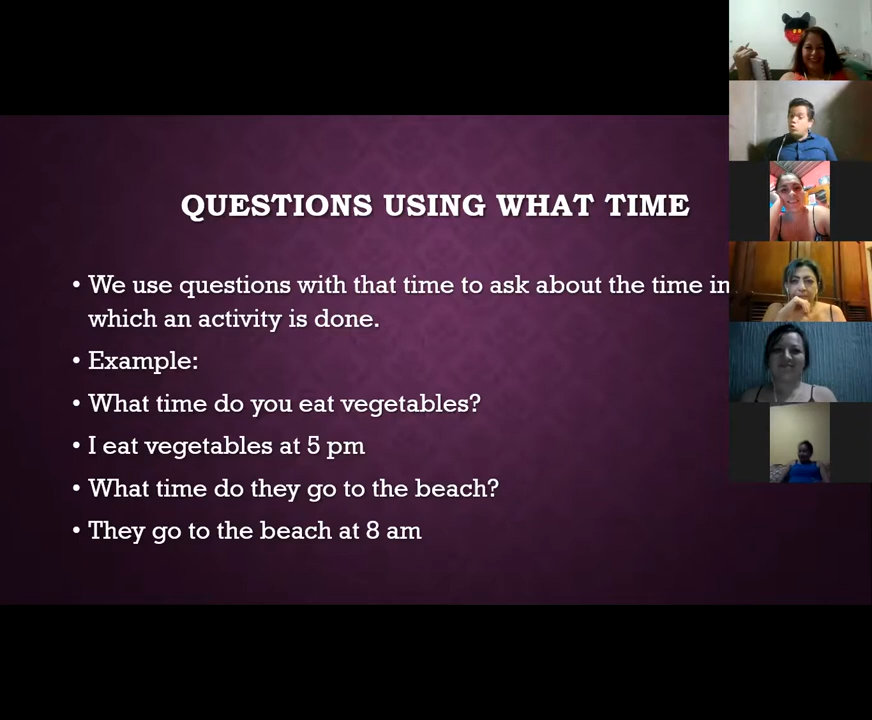 QUESTIONS USING WHAT TIME
• We use questions with that time to ask about the time in
which an activity is done.
• Example:
• What time do you eat vegetables?
• I eat vegetables at 5 pm
• What time do they go to the beach?
• They go to the beach at 8 am